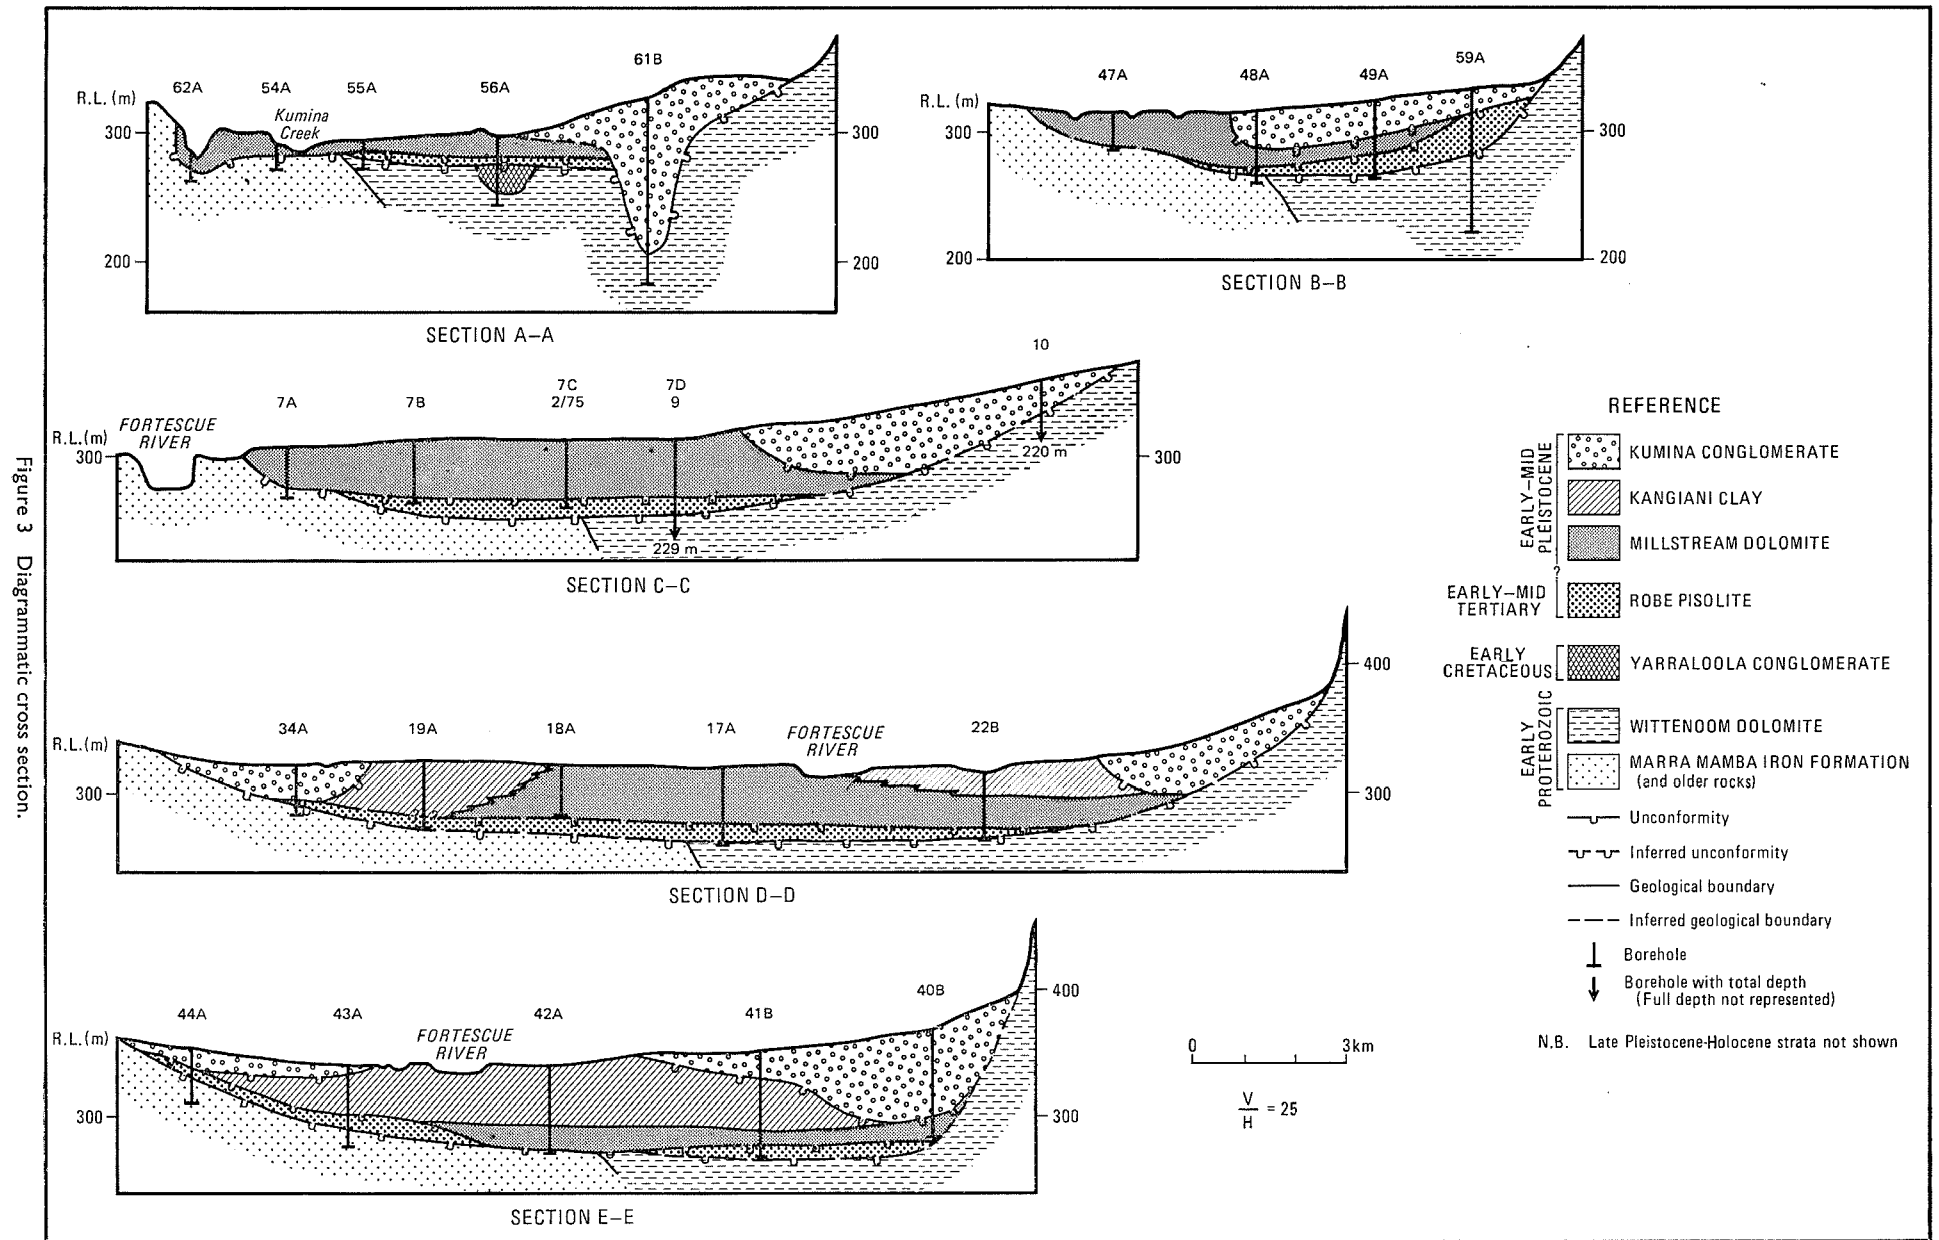 62A
54A
55A
56A
61B
R.L. (m)
Kumina
Creek
300
300
200
200
SECTION A–A
47A
48A
49A
59A
R.L. (m)
300
300
200
200
SECTION B–B
FORTESCUE
RIVER
7A
7B
7C
2/75
7D
9
10
R.L.(m)
300
300
220 m
229 m
SECTION C–C
34A
19A
18A
17A
FORTESCUE
RIVER
22B
R.L.(m)
400
300
300
SECTION D–D
44A
43A
FORTESCUE
RIVER
42A
41B
40B
R.L.(m)
400
300
300
SECTION E–E
REFERENCE
EARLY–MID
PLEISTOCENE
KUMINA CONGLOMERATE
KANGIANI CLAY
MILLSTREAM DOLOMITE
?
EARLY–MID
TERTIARY
ROBE PISOLITE
EARLY
CRETACEOUS
YARRALOOLA CONGLOMERATE
EARLY
PROTEROZOIC
WITTENOOM DOLOMITE
MARRA MAMBA IRON FORMATION
(and older rocks)
Unconformity
Inferred unconformity
Geological boundary
Inferred geological boundary
Borehole
Borehole with total depth
(Full depth not represented)
N.B. Late Pleistocene-Holocene strata not shown
0 3km
V
H = 25
Figure 3 Diagrammatic cross section.